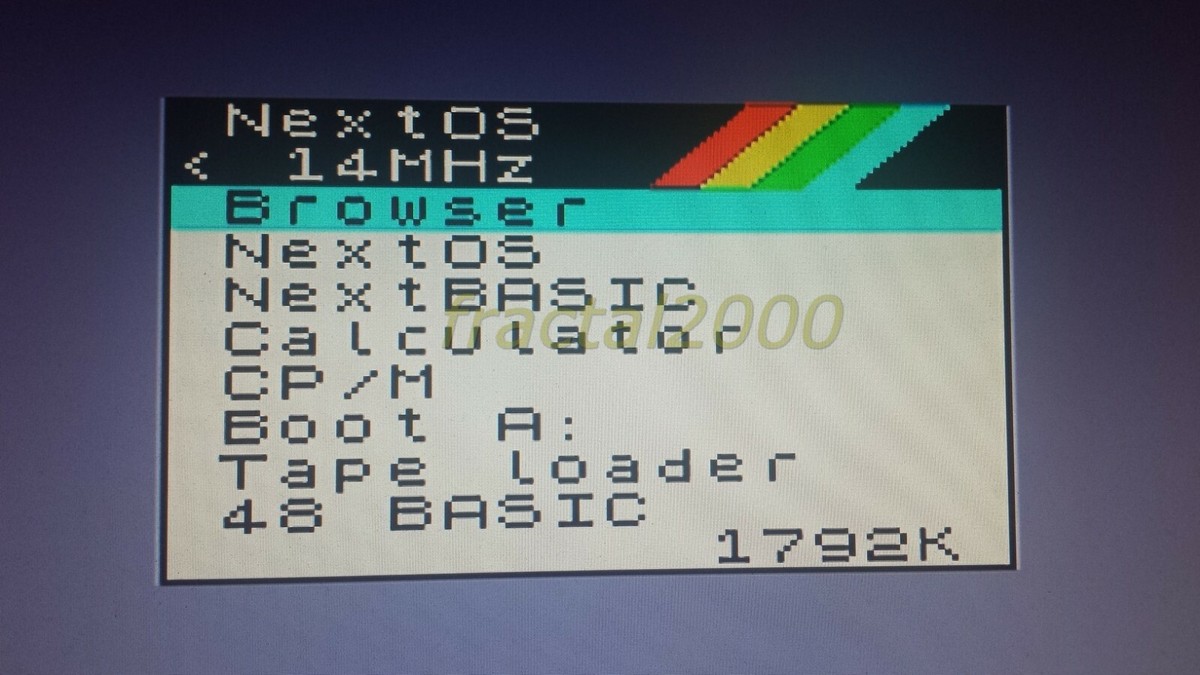 NextOS
< 14MHz
Browser
NextOS
NextBASIC
fractal2000
Calculator
CP/M
Boot A:
Tape loader
48 BASIC
1792K